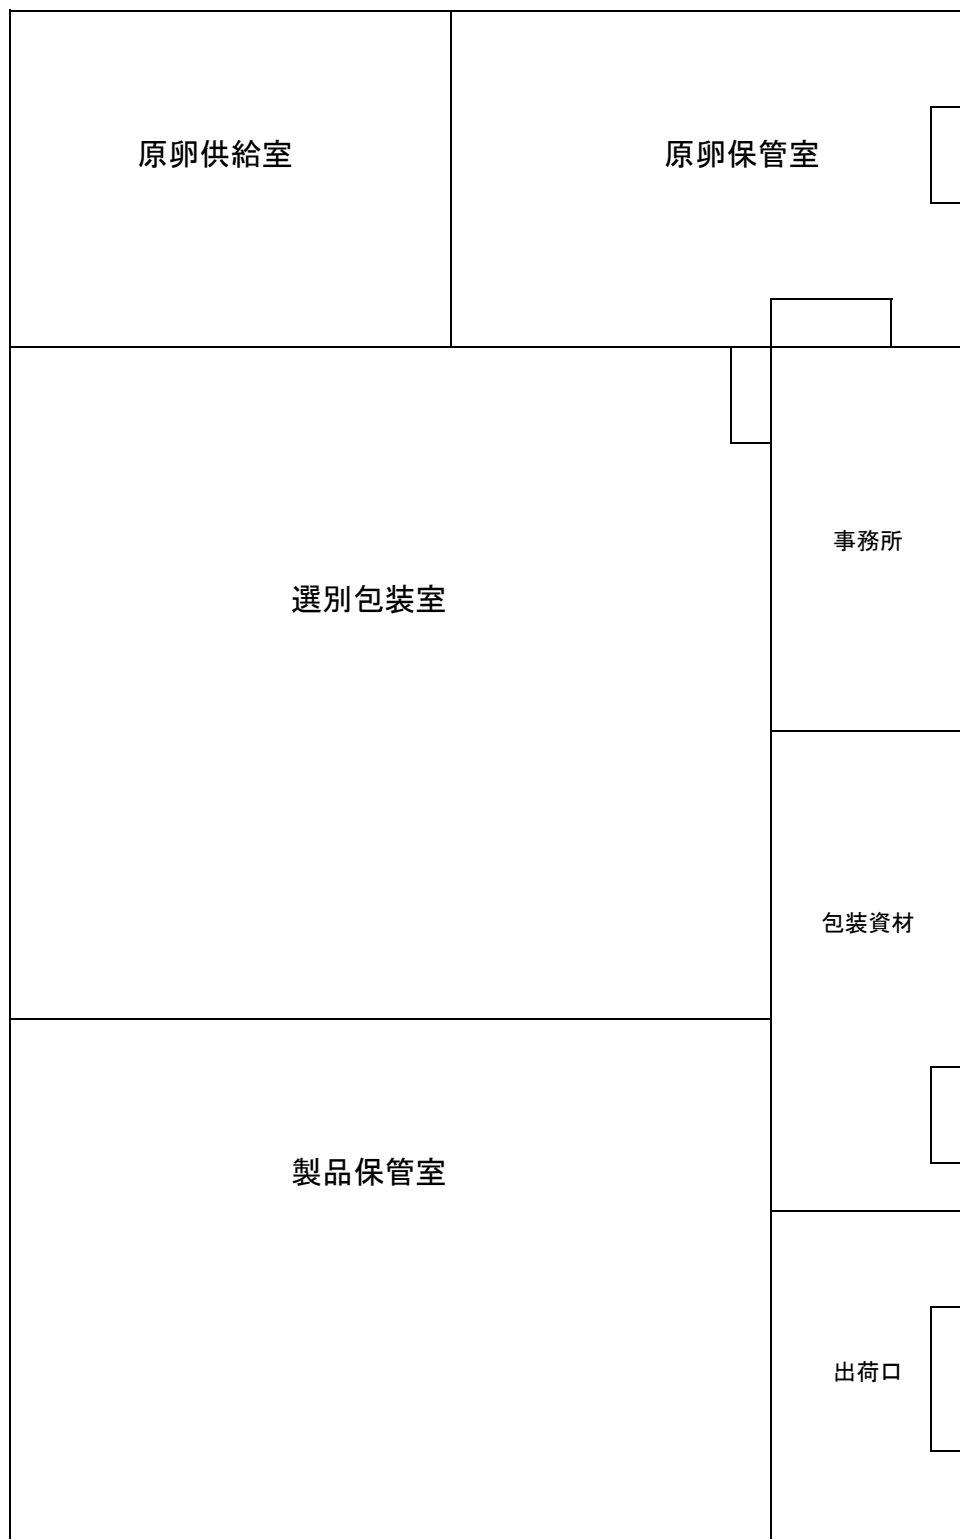 原卵供給室
原卵保管室
事務所
選別包装室
包装資材
製品保管室
出荷口